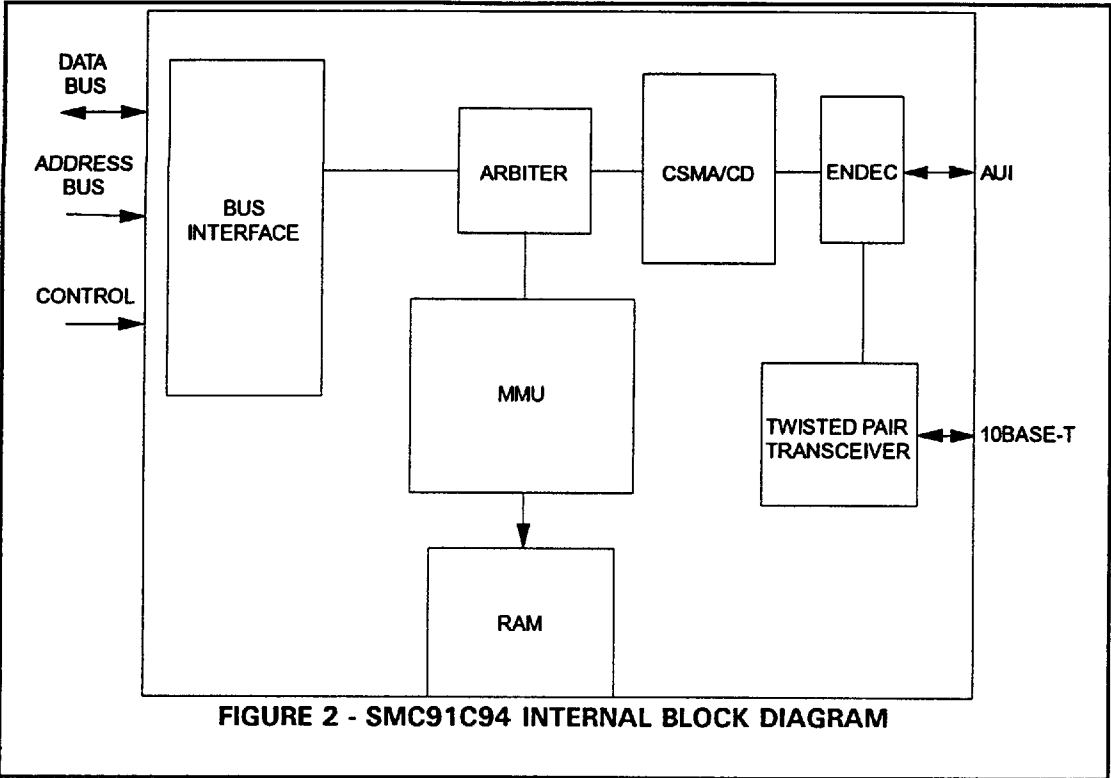 DATA
BUS
ADDRESS
BUS
CONTROL
BUS
INTERFACE
ARBITER
CSMA/CD
ENDEC
AUI
MMU
TWISTED PAIR
TRANSCEIVER
10BASE-T
RAM
FIGURE 2 - SMC91C94 INTERNAL BLOCK DIAGRAM